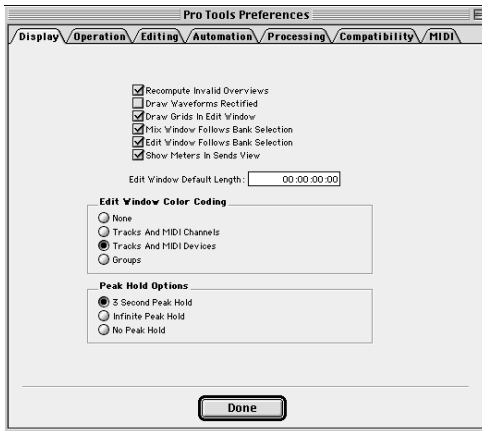 Pro Tools Preferences
Display Operation Editing Automation Processing Compatibility MIDI
Recompute Invalid Overviews
Draw Waveforms Rectified
Draw Grids In Edit Window
Mix Window Follows Bank Selection
Edit Window Follows Bank Selection
Show Meters In Sends View
Edit Window Default Length: 00:00:00:00
Edit Window Color Coding
None
Tracks And MIDI Channels
Tracks And MIDI Devices
Groups
Peak Hold Options
3 Second Peak Hold
Infinite Peak Hold
No Peak Hold
Done